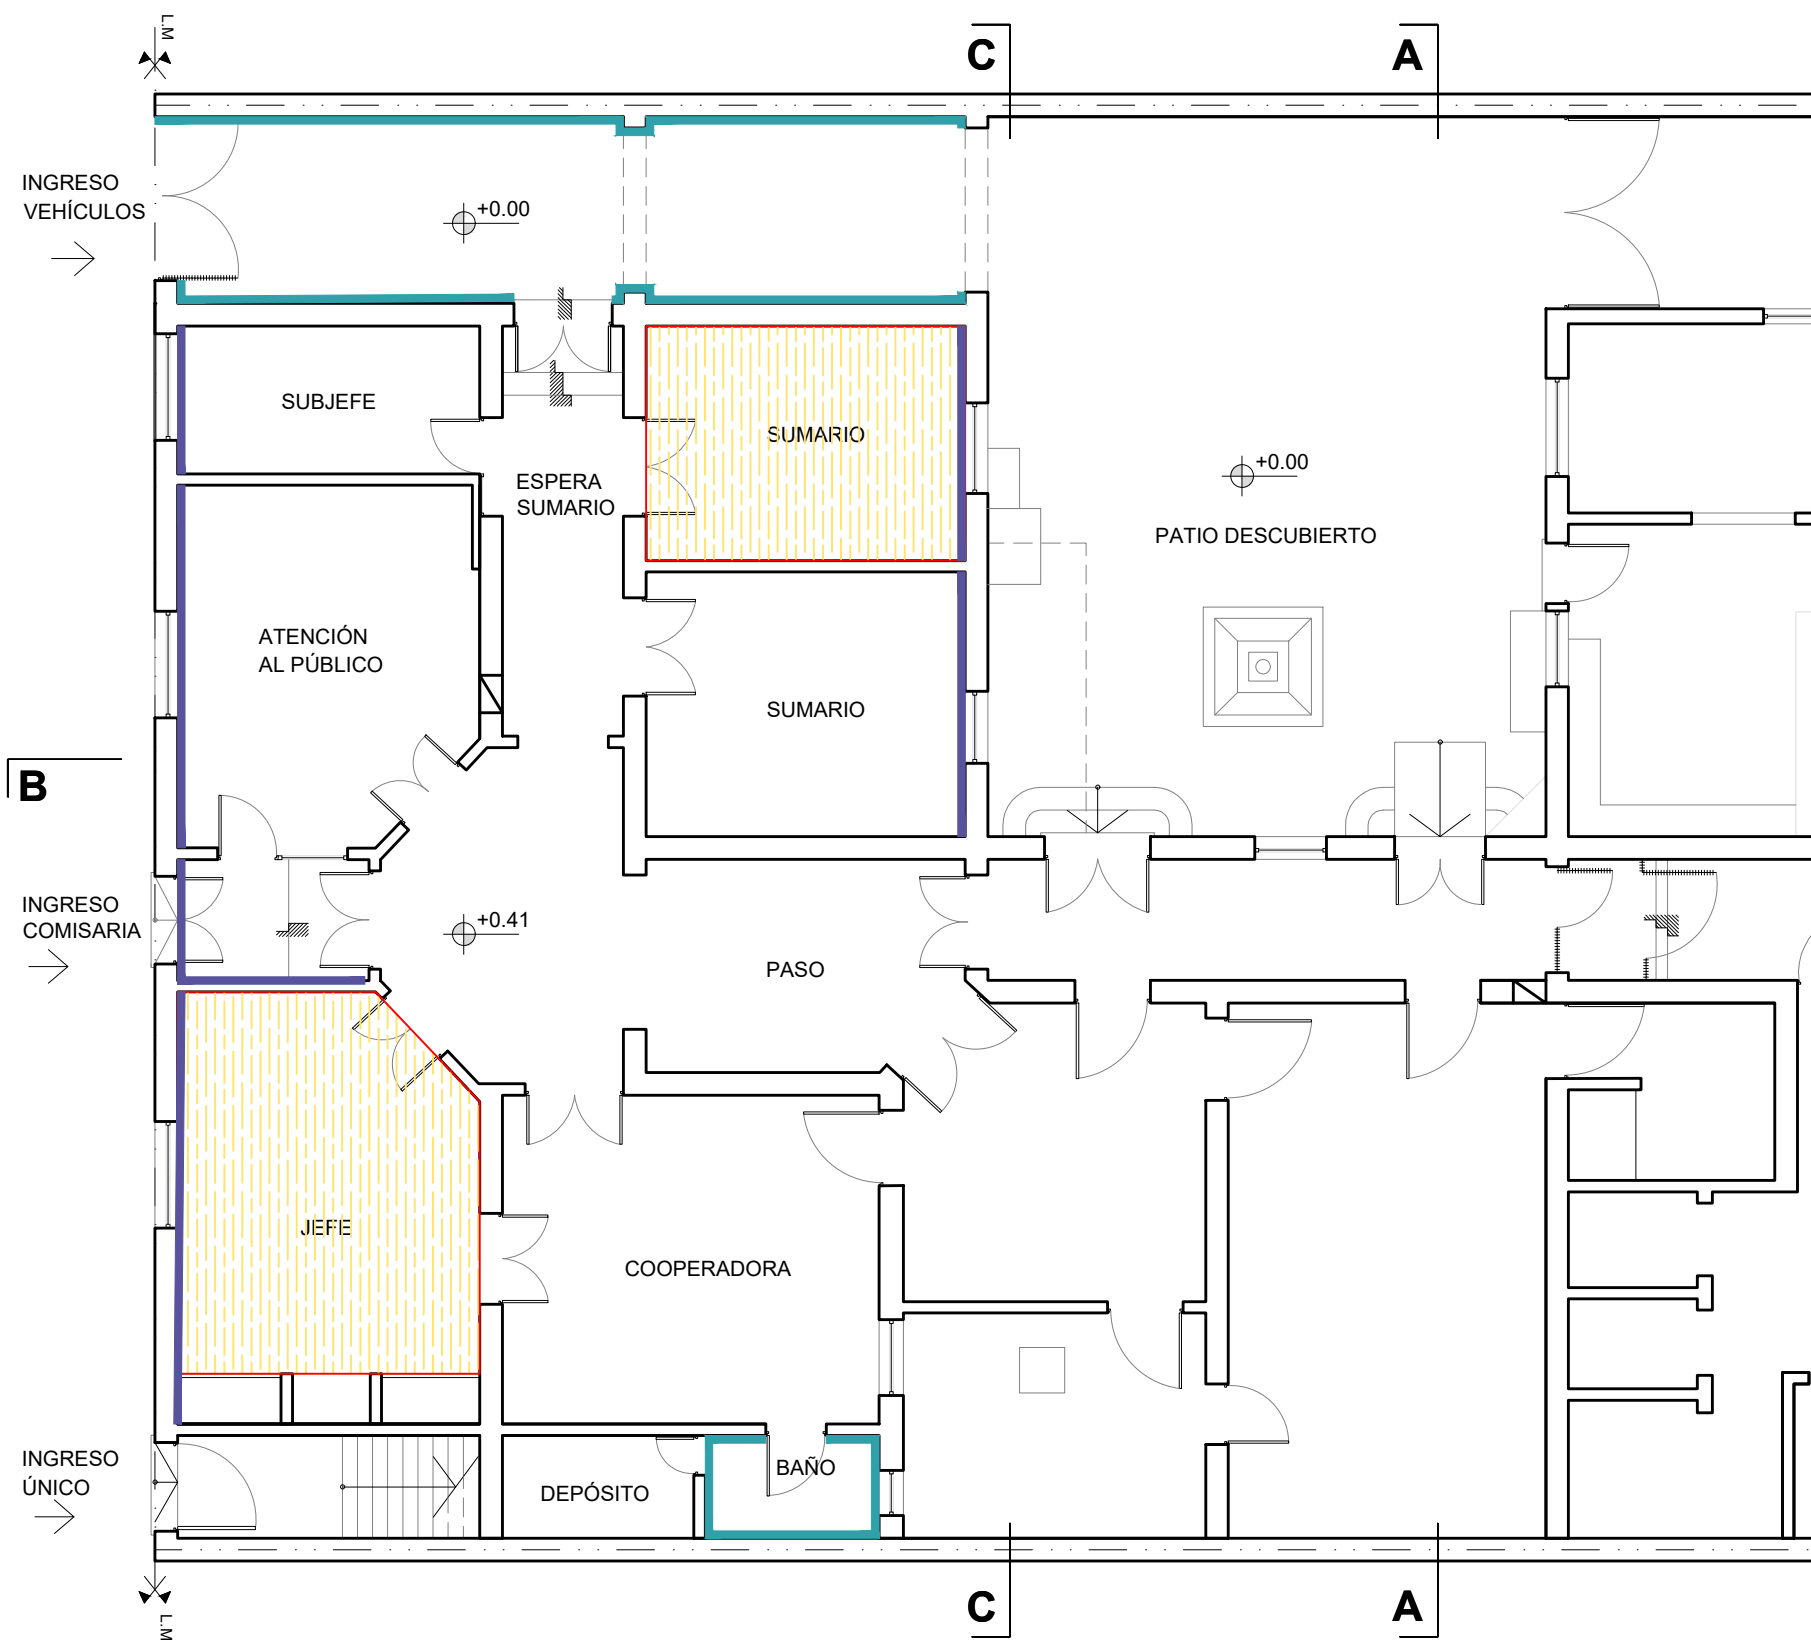 L.M
C
A
INGRESO
VEHÍCULOS
+0.00
SUBJEFE
SUMARIO
ESPERA
SUMARIO
+0.00
PATIO DESCUBIERTO
ATENCIÓN
AL PÚBLICO
SUMARIO
B
INGRESO
COMISARIA
+0.41
PASO
JEFE
COOPERADORA
INGRESO
ÚNICO
BAÑO
DEPÓSITO
C
A
L.M